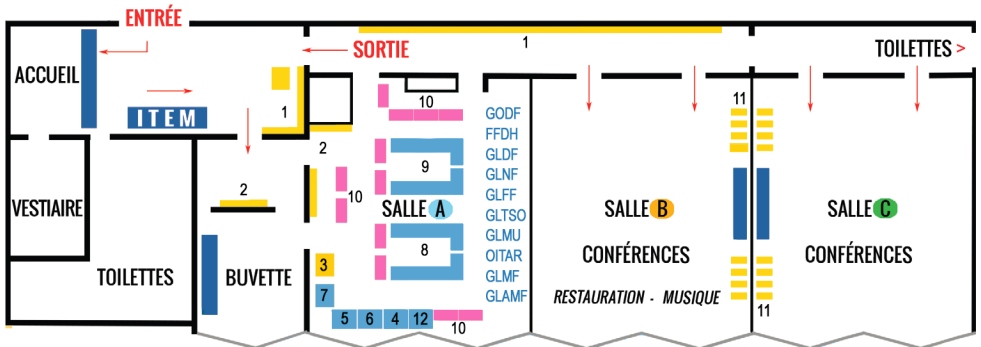 ENTRÉE
1
SORTIE
TOILETTES >
ACCUEIL
ITEM
1
2
10
11
GODF
FFDH
GLDF
GLNF
GLFF
GLTSO
GLMU
OITAR
GLMF
GLAMF
9
10
VESTIAIRE
2
SALLE A
SALLE B
SALLE C
CONFÉRENCES
CONFÉRENCES
8
TOILETTES
BUVETTE
3
7
RESTAURATION - MUSIQUE
5 6 4 12
10
11